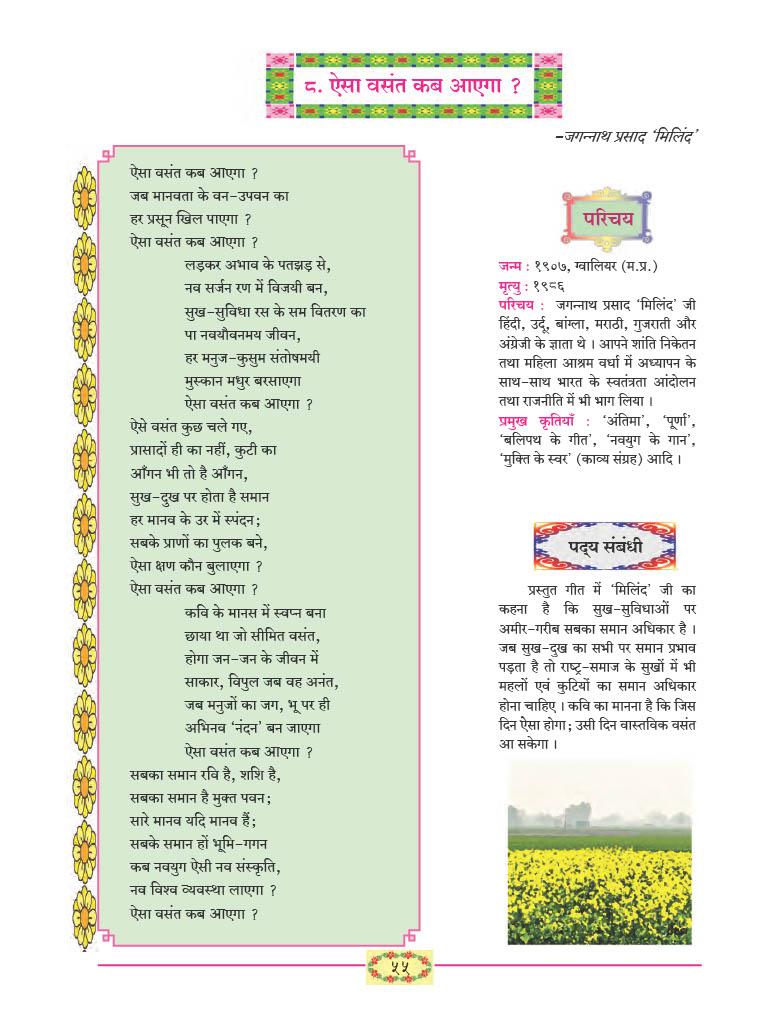 ८. ऐसा वसंत कब आएगा ?
–जगन्नाथ प्रसाद ‘मिलिंद’
ऐसा वसंत कब आएगा ?
जब मानवता के वन-उपवन का
हर प्रसून खिल पाएगा ?
ऐसा वसंत कब आएगा ?
लड़कर अभाव के पतझड़ से,
नव सर्जन रण में विजयी बन,
सुख-सुविधा रस के सम वितरण का
पा नवयौवनमय जीवन,
हर मनुज-कुसुम संतोषमयी
मुस्कान मधुर बरसाएगा
ऐसा वसंत कब आएगा ?
ऐसे वसंत कुछ चले गए,
प्रासादों ही का नहीं, कुटी का
आँगन भी तो है आँगन,
सुख-दुख पर होता है समान
हर मानव के उर में स्पंदन;
सबके प्राणों का पुलक बने,
ऐसा क्षण कौन बुलाएगा ?
ऐसा वसंत कब आएगा ?
कवि के मानस में स्वप्न बना
छाया था जो सीमित वसंत,
होगा जन-जन के जीवन में
साकार, विपुल जब वह अनंत,
जब मनुजों का जग, भू पर ही
अभिनव ‘नंदन’ बन जाएगा
ऐसा वसंत कब आएगा ?
सबका समान रवि है, शशि है,
सबका समान है मुक्त पवन;
सारे मानव यदि मानव हैं;
सबके समान हों भूमि-गगन
कब नवयुग ऐसी नव संस्कृति,
नव विश्व व्यवस्था लाएगा ?
ऐसा वसंत कब आएगा ?
परिचय
जन्म : १९०७, ग्वालियर (म.प्र.)
मृत्यु : १९८६
परिचय : जगन्नाथ प्रसाद ‘मिलिंद’ जी
हिंदी, उर्दू, बांग्ला, मराठी, गुजराती और
अंग्रेजी के ज्ञाता थे । आपने शांति निकेतन
तथा महिला आश्रम वर्धा में अध्यापन के
साथ-साथ भारत के स्वतंत्रता आंदोलन
तथा राजनीति में भी भाग लिया ।
प्रमुख कृतियाँ : ‘अंतिमा’, ‘पूर्णा’,
‘बलिपथ के गीत’, ‘नवयुग के गान’,
‘मुक्ति के स्वर’ (काव्य संग्रह) आदि ।
पद्‌य संबंधी
प्रस्तुत गीत में ‘मिलिंद’ जी का
कहना है कि सुख-सुविधाओं पर
अमीर-गरीब सबका समान अधिकार है ।
जब सुख-दुख का सभी पर समान प्रभाव
पड़ता है तो राष्ट्र-समाज के सुखों में भी
महलों एवं कुटियों का समान अधिकार
होना चाहिए । कवि का मानना है कि जिस
दिन ऐसा होगा; उसी दिन वास्तविक वसंत
आ सकेगा ।
५५